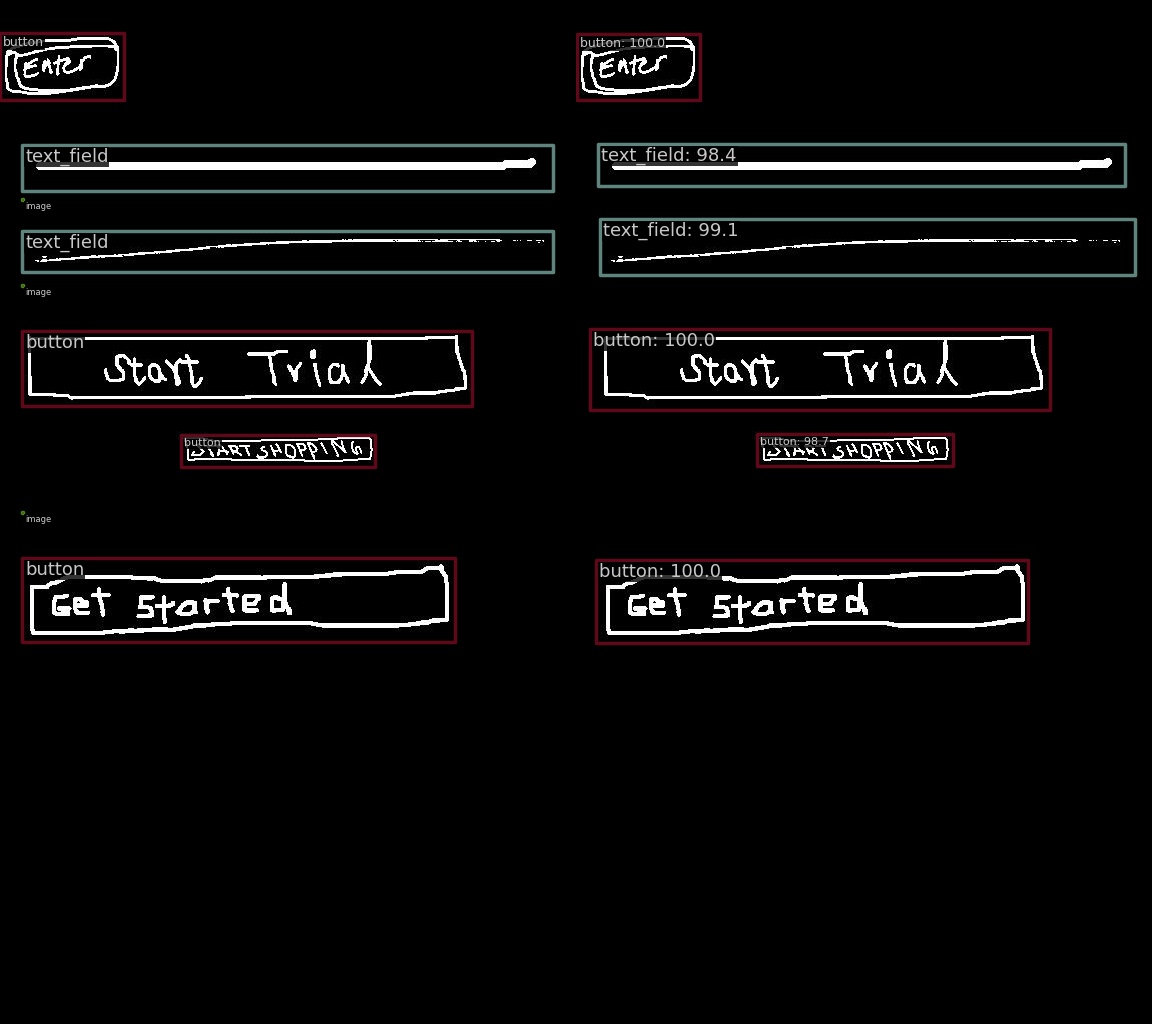 button button: 100.0
Enter Enter
text_field text_field: 98.4
image
text_field text_field: 99.1
image
button button: 100.0
Start Trial Start Trial
button button: 98.7
START SHOPPING START SHOPPING
image
button button: 100.0
Get Started Get Started